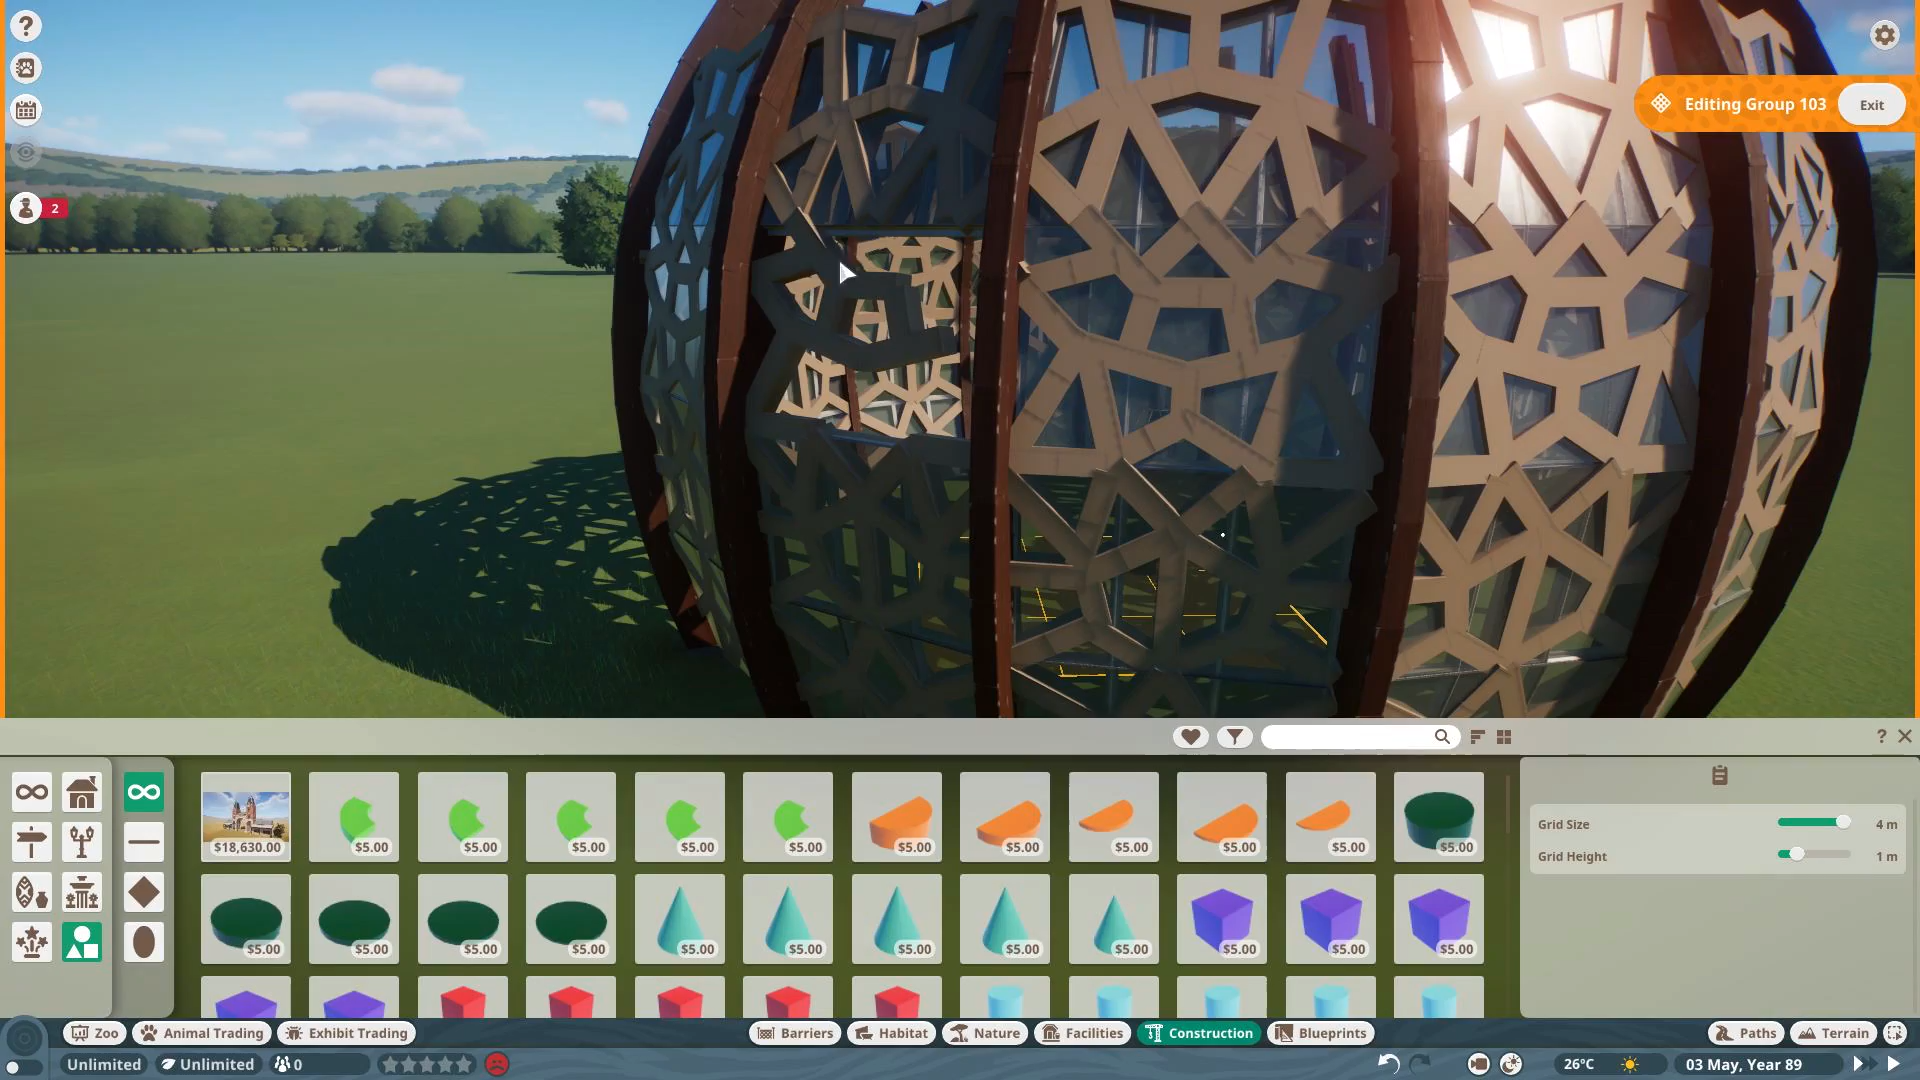 ?
2
Editing Group 103
Exit
?
$18,630.00 $5.00 $5.00 $5.00 $5.00 $5.00 $5.00 $5.00 $5.00 $5.00 $5.00 $5.00
$5.00 $5.00 $5.00 $5.00 $5.00 $5.00 $5.00 $5.00 $5.00 $5.00 $5.00 $5.00
Grid Size 4 m
Grid Height 1 m
Zoo Animal Trading Exhibit Trading Barriers Habitat Nature Facilities Construction Blueprints Paths Terrain
Unlimited Unlimited 0 26°C 03 May, Year 89